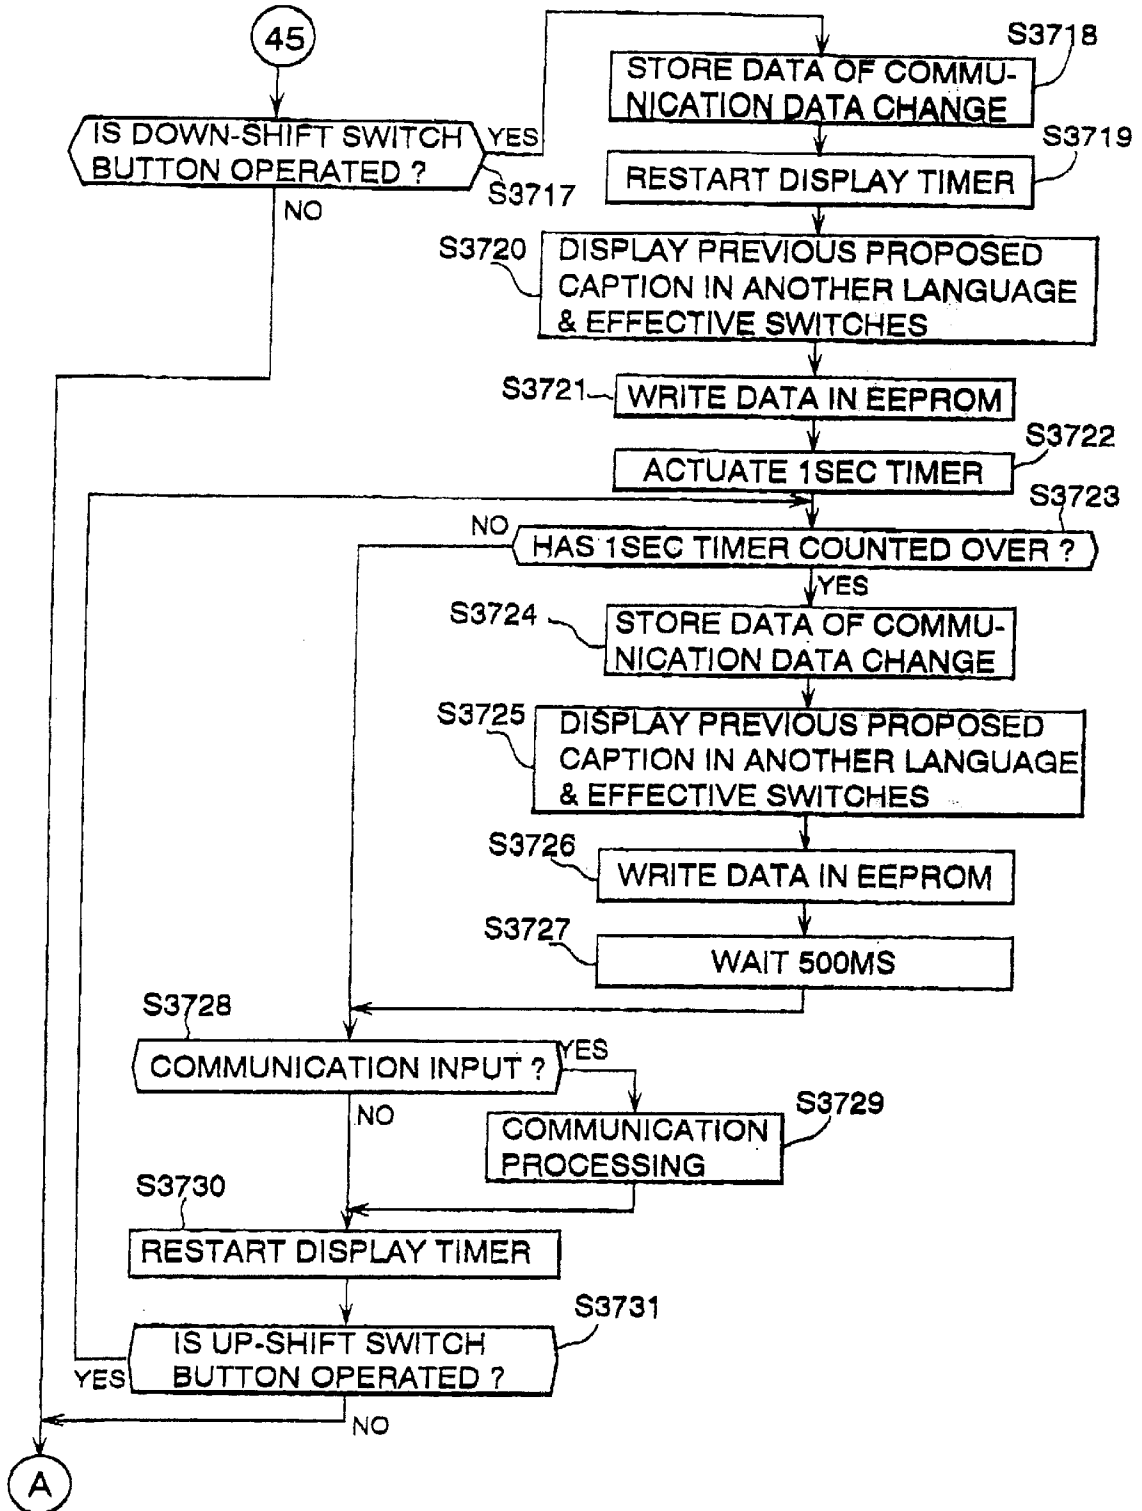 45
IS DOWN-SHIFT SWITCH
BUTTON OPERATED ?
YES
S3717
NO
S3718
STORE DATA OF COMMU-
NICATION DATA CHANGE
S3719
RESTART DISPLAY TIMER
S3720
DISPLAY PREVIOUS PROPOSED
CAPTION IN ANOTHER LANGUAGE
& EFFECTIVE SWITCHES
S3721
WRITE DATA IN EEPROM
S3722
ACTUATE 1SEC TIMER
S3723
NO
HAS 1SEC TIMER COUNTED OVER ?
YES
S3724
STORE DATA OF COMMU-
NICATION DATA CHANGE
S3725
DISPLAY PREVIOUS PROPOSED
CAPTION IN ANOTHER LANGUAGE
& EFFECTIVE SWITCHES
S3726
WRITE DATA IN EEPROM
S3727
WAIT 500MS
S3728
COMMUNICATION INPUT ?
YES
NO
S3729
COMMUNICATION
PROCESSING
S3730
RESTART DISPLAY TIMER
S3731
IS UP-SHIFT SWITCH
BUTTON OPERATED ?
YES
NO
A